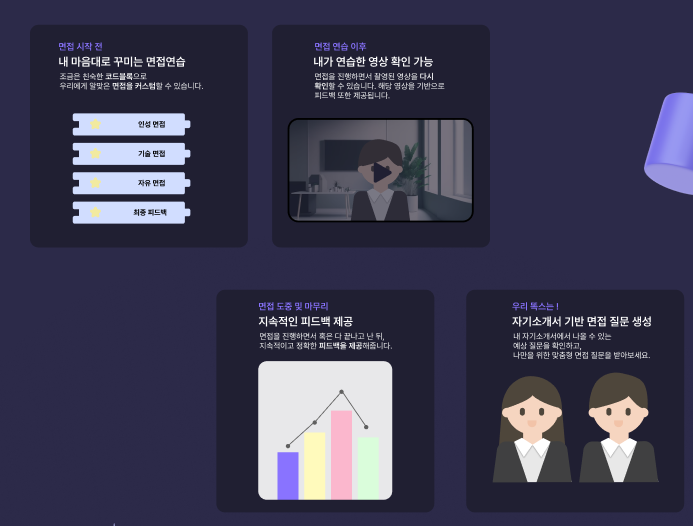 면접 시작 전
내 마음대로 꾸미는 면접연습
조금은 친숙한 코드블록으로
우리에게 알맞은 면접을 커스텀할 수 있습니다.
인성 면접
기술 면접
자유 면접
최종 피드백
면접 연습 이후
내가 연습한 영상 확인 가능
면접을 진행하면서 촬영된 영상을 다시
확인할 수 있습니다. 해당 영상을 기반으로
피드백 또한 제공됩니다.
면접 도중 및 마무리
지속적인 피드백 제공
면접을 진행하면서 혹은 다 끝나고 난 뒤,
지속적이고 정확한 피드백을 제공해줍니다.
우리 톡스는 !
자기소개서 기반 면접 질문 생성
내 자기소개서에서 나올 수 있는
예상 질문을 확인하고,
나만을 위한 맞춤형 면접 질문을 받아보세요.